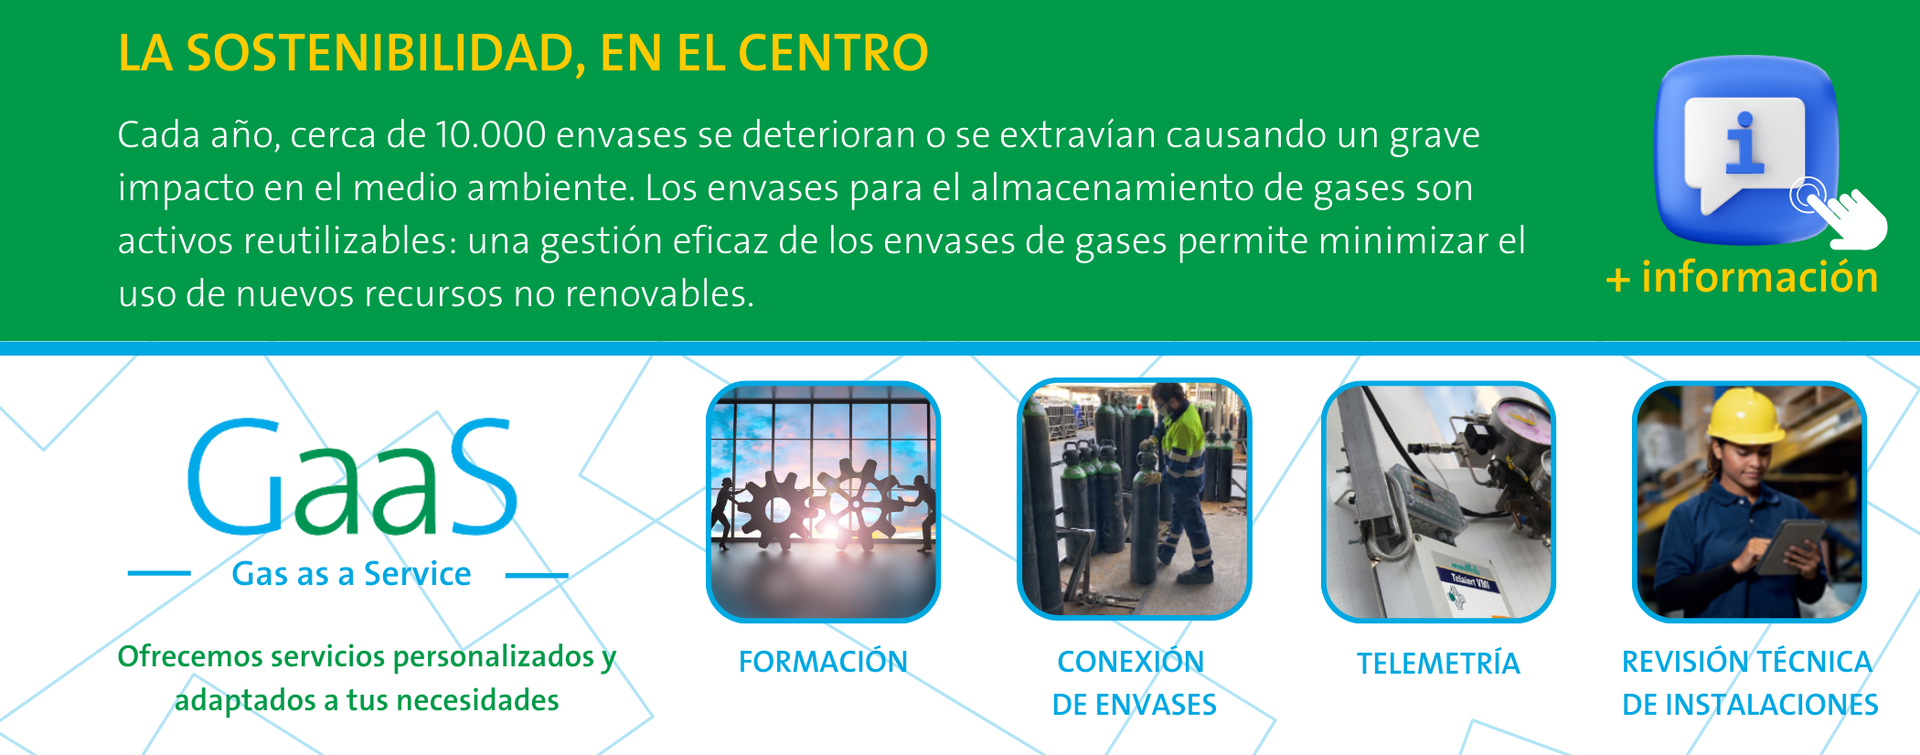 LA SOSTENIBILIDAD, EN EL CENTRO
Cada año, cerca de 10.000 envases se deterioran o se extravían causando un grave
impacto en el medio ambiente. Los envases para el almacenamiento de gases son
activos reutilizables: una gestión eficaz de los envases de gases permite minimizar el
uso de nuevos recursos no renovables.
+ información
GaaS
Gas as a Service
Ofrecemos servicios personalizados y
adaptados a tus necesidades
FORMACIÓN
CONEXIÓN
DE ENVASES
Telalert VMI
TELEMETRÍA
REVISIÓN TÉCNICA
DE INSTALACIONES